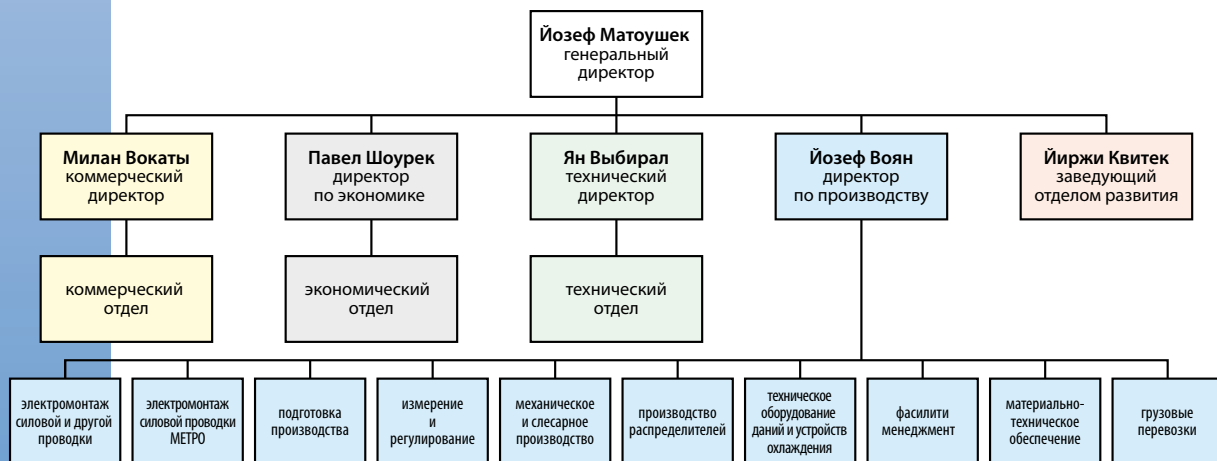 Йозеф Матоушек
генеральный
директор
Милан Вокаты
коммерческий
директор
Павел Шоурек
директор
по экономике
Ян Выбирал
технический
директор
Йозеф Воян
директор
по производству
Йиржи Квитек
заведующий
отделом развития
коммерческий
отдел
экономический
отдел
технический
отдел
электромонтаж
силовой и другой
проводки
электромонтаж
силовой проводки
МЕТРО
подготовка
производства
измерение
и
регулирование
механическое
и слесарное
производство
производство
распределителей
техническое
оборудование
даний и устройств
охлаждения
фасилити
менеджмент
материально-
техническое
обеспечение
грузовые
перевозки